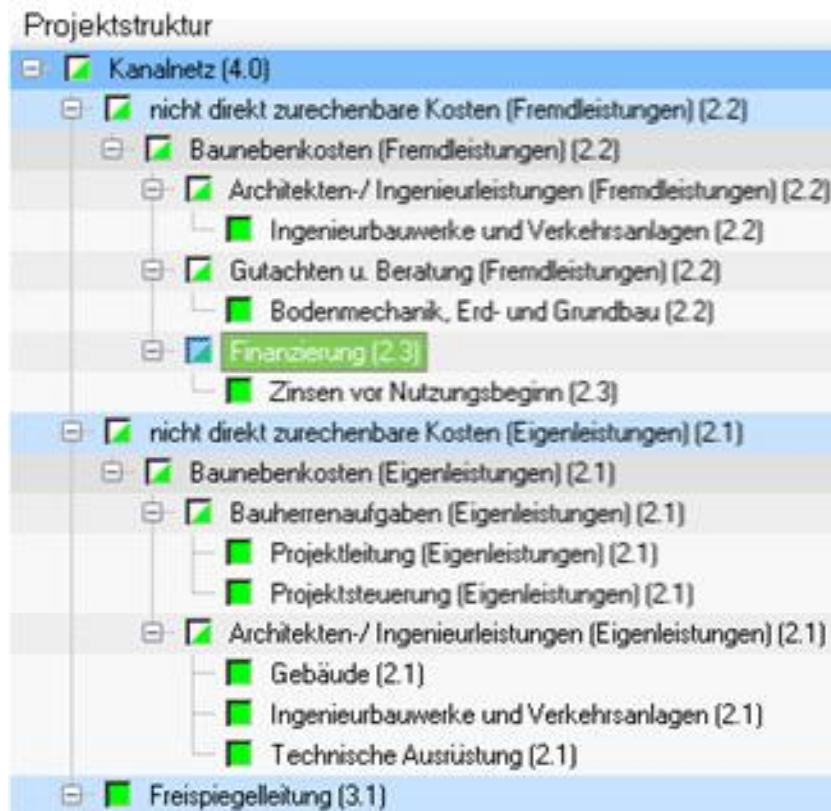 Projektstruktur
Kanalnetz (4.0)
nicht direkt zurechenbare Kosten (Fremdleistungen) (2.2)
Baunebenkosten (Fremdleistungen) (2.2)
Architekten-/ Ingenieurleistungen (Fremdleistungen) (2.2)
Ingenieurbauwerke und Verkehrsanlagen (2.2)
Gutachten u. Beratung (Fremdleistungen) (2.2)
Bodenmechanik, Erd- und Grundbau (2.2)
Finanzierung (2.3)
Zinsen vor Nutzungsbeginn (2.3)
nicht direkt zurechenbare Kosten (Eigenleistungen) (2.1)
Baunebenkosten (Eigenleistungen) (2.1)
Bauherrenaufgaben (Eigenleistungen) (2.1)
Projektleitung (Eigenleistungen) (2.1)
Projektsteuerung (Eigenleistungen) (2.1)
Architekten-/ Ingenieurleistungen (Eigenleistungen) (2.1)
Gebäude (2.1)
Ingenieurbauwerke und Verkehrsanlagen (2.1)
Technische Ausrüstung (2.1)
Freispiegelleitung (3.1)